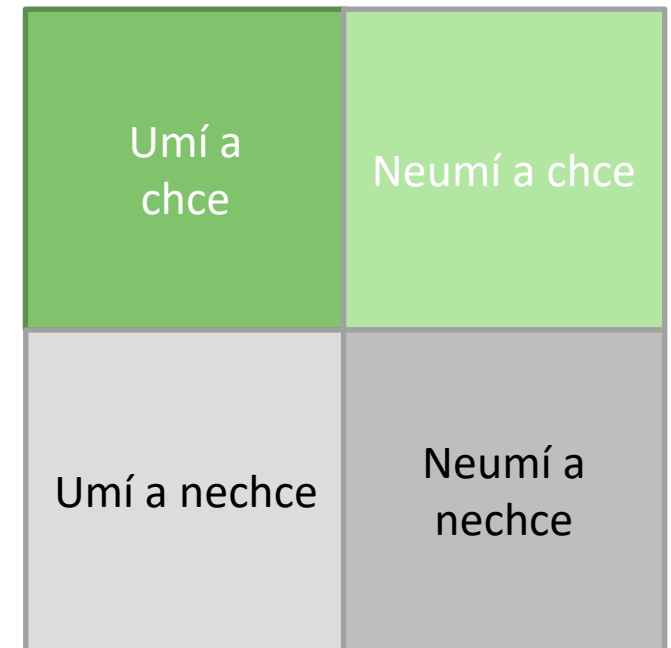 Umí a
chce
Neumí a chce
Umí a nechce
Neumí a
nechce